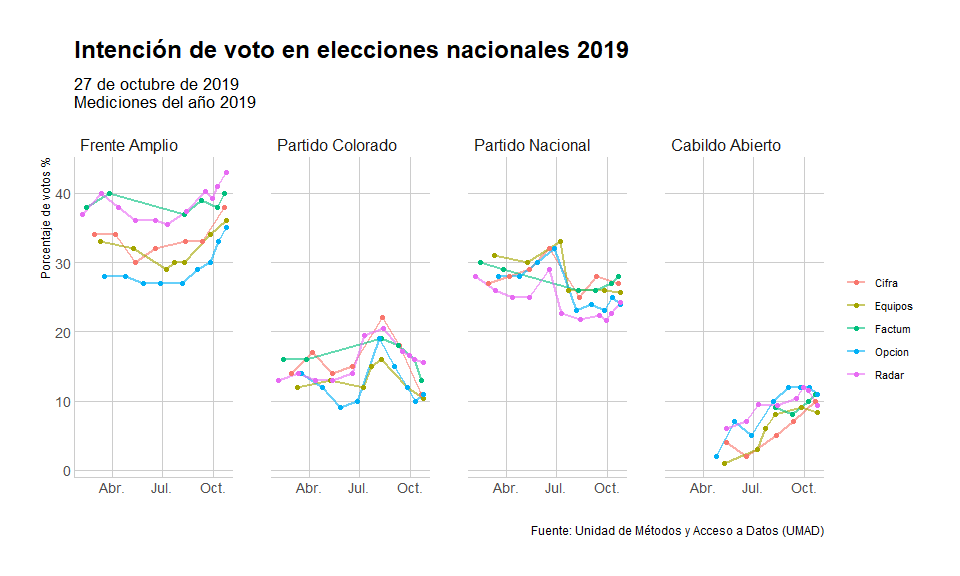 Intención de voto en elecciones nacionales 2019
27 de octubre de 2019
Mediciones del año 2019
Frente Amplio
Partido Colorado
Partido Nacional
Cabildo Abierto
Porcentaje de votos %
40
30
20
10
0
Abr. Jul. Oct.
Abr. Jul. Oct.
Abr. Jul. Oct.
Abr. Jul. Oct.
Cifra
Equipos
Factum
Opcion
Radar
Fuente: Unidad de Métodos y Acceso a Datos (UMAD)